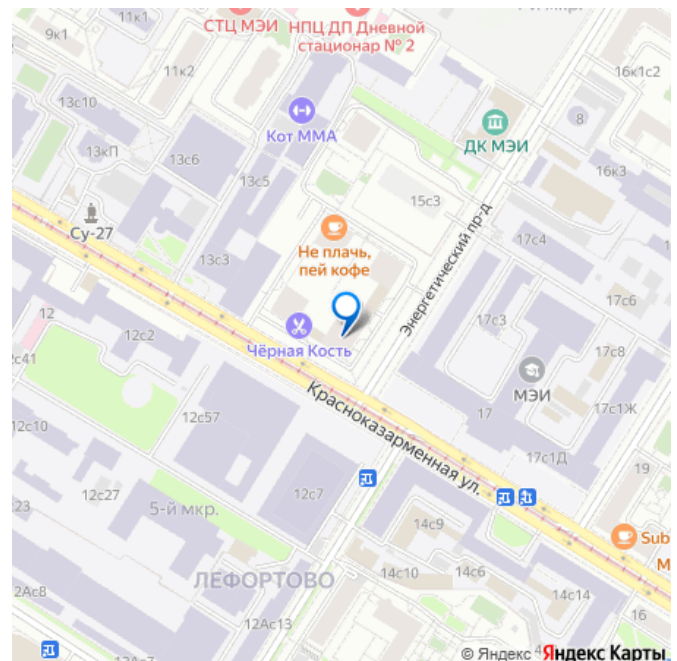 9к1
11к1
СТЦ МЭИ
НПЦ ДП Дневной
стационар № 2
11к2
16к1с2
13с10
Кот ММА
ДК МЭИ
8
13кП
13с6
16к3
13с5
15с3
Су-27
Не плачь,
пей кофе
Энергетический пр-д
17с4
13с3
17с6
12
12с2
Чёрная Кость
17с3
17с8
2с41
МЭИ
Красноказарменная ул.
17
17с1Ж
12с10
12с57
17с1Д
19
12с27
12с7
5-й мкр.
14с9
Sub
М
ЛЕФОРТОВО
14с10
14с6
2Ас8
14с14
16
12Ас13
© Яндекс
Яндекс Карты